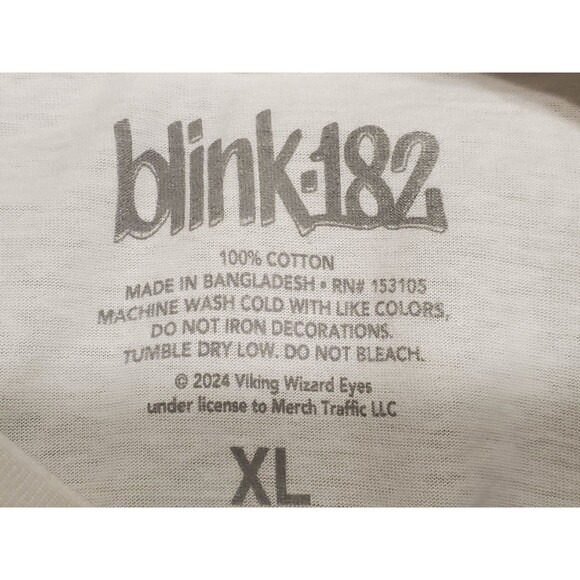 blink-182
100% COTTON
MADE IN BANGLADESH • RN# 153105
MACHINE WASH COLD WITH LIKE COLORS,
DO NOT IRON DECORATIONS.
TUMBLE DRY LOW. DO NOT BLEACH.
© 2024 Viking Wizard Eyes
under license to Merch Traffic LLC
XL